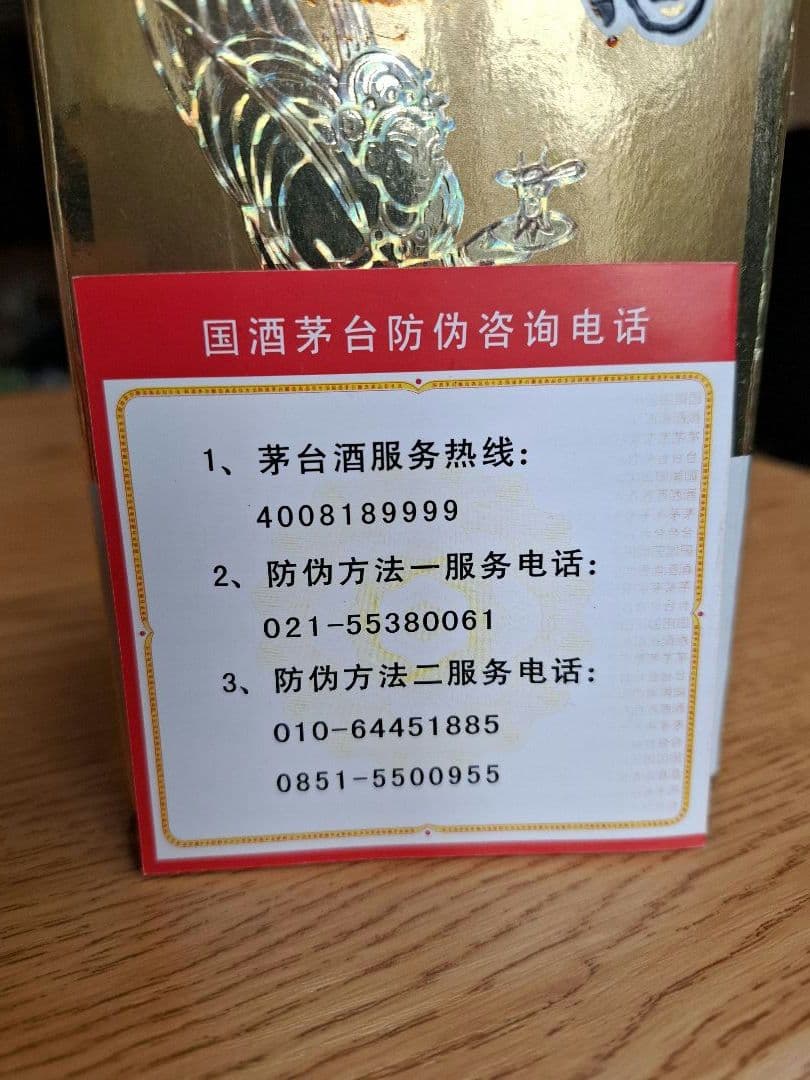 国酒茅台防伪咨询电话
1、茅台酒服务热线:
4008189999
2、防伪方法一服务电话:
021-55380061
3、防伪方法二服务电话:
010-64451885
0851-5500955